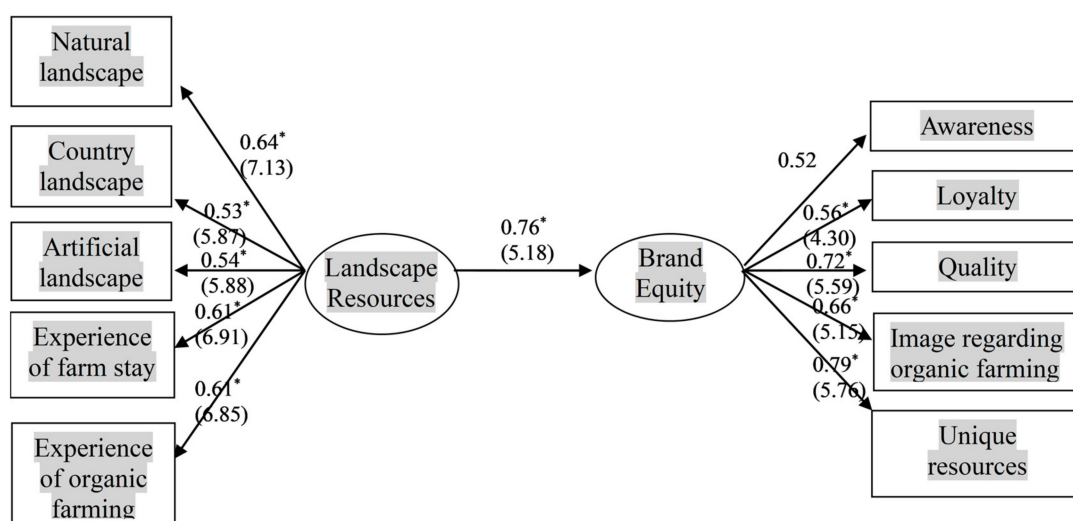 Natural
landscape
Country
landscape
Artificial
landscape
Experience
of farm stay
Experience
of organic
farming
0.64*
(7.13)
0.53*
(5.87)
0.54*
(5.88)
0.61*
(6.91)
0.61*
(6.85)
Landscape
Resources
0.76*
(5.18)
Brand
Equity
0.52
0.56*
(4.30)
0.72*
(5.59)
0.66*
(5.15)
0.79*
(5.76)
Awareness
Loyalty
Quality
Image regarding
organic farming
Unique
resources